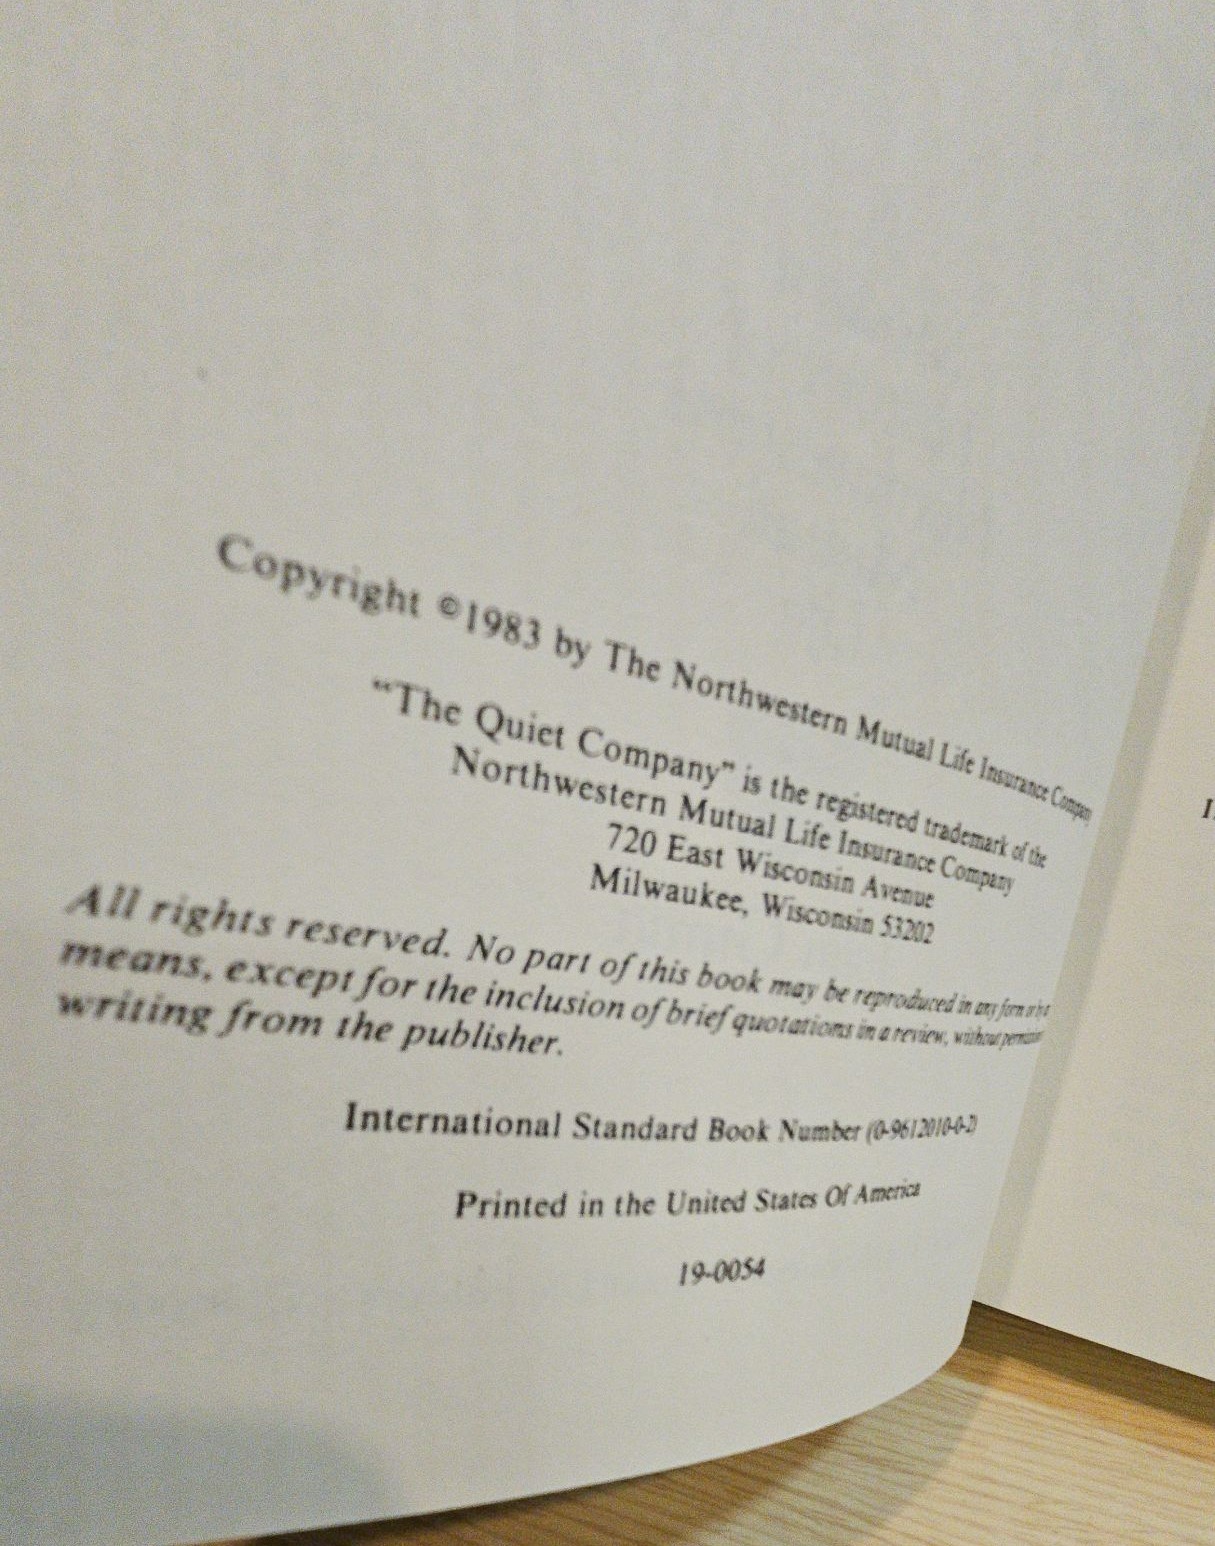 Copyright ©1983 by The Northwestern Mutual Life Insurance Company
“The Quiet Company” is the registered trademark of the
Northwestern Mutual Life Insurance Company
720 East Wisconsin Avenue
Milwaukee, Wisconsin 53202
All rights reserved. No part of this book may be reproduced in any form or by
means, except for the inclusion of brief quotations in a review, without permission
writing from the publisher.
International Standard Book Number (0-9612010-0-2)
Printed in the United States Of America
19-0054